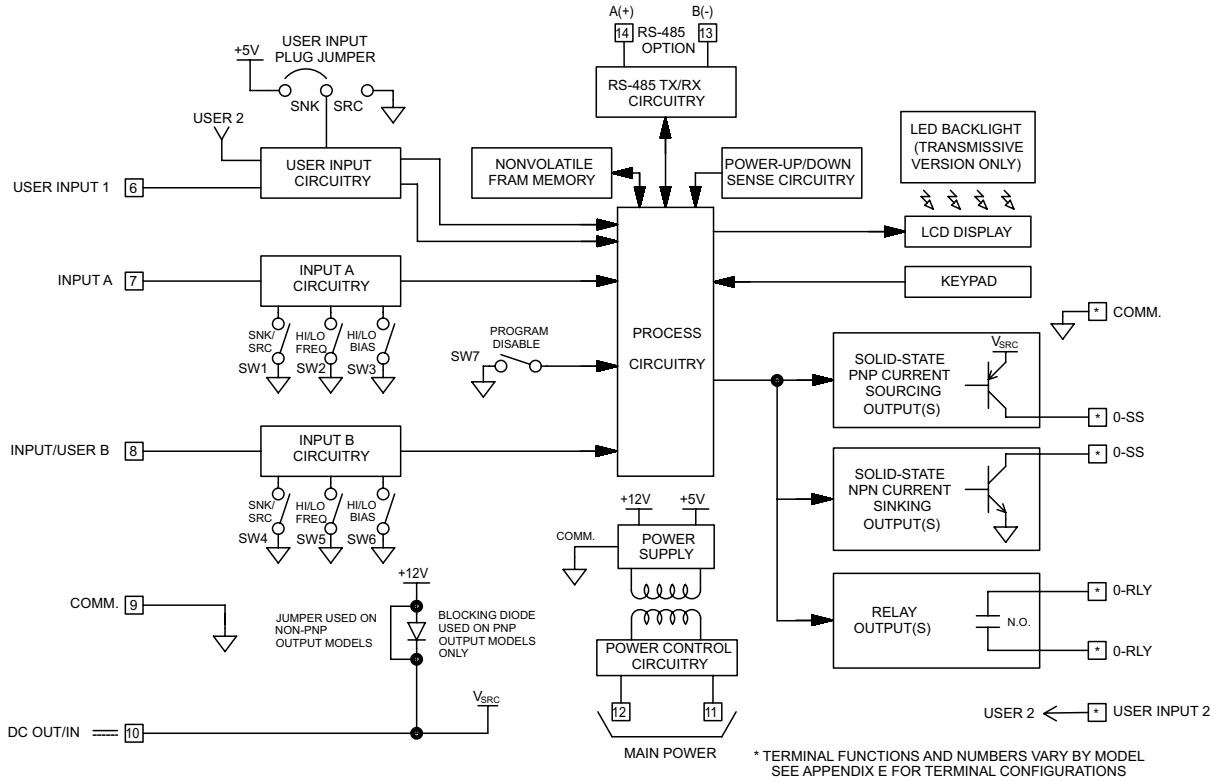 A(+)
B(-)
14
RS-485
OPTION
13
RS-485 TX/RX
CIRCUITRY
USER INPUT
PLUG JUMPER
+5V
SNK
SRC
USER 2
USER INPUT
CIRCUITRY
USER INPUT 1
6
NONVOLATILE
FRAM MEMORY
POWER-UP/DOWN
SENSE CIRCUITRY
LED BACKLIGHT
(TRANSMISSIVE
VERSION ONLY)
LCD DISPLAY
KEYPAD
INPUT A
7
INPUT A
CIRCUITRY
SNK/
SRC
SW1
HI/LO
FREQ
SW2
HI/LO
BIAS
SW3
PROGRAM
DISABLE
SW7
PROCESS
CIRCUITRY
* COMM.
SOLID-STATE
PNP CURRENT
SOURCING
OUTPUT(S)
VSRC
* 0-SS
INPUT/USER B
8
INPUT B
CIRCUITRY
SNK/
SRC
SW4
HI/LO
FREQ
SW5
HI/LO
BIAS
SW6
SOLID-STATE
NPN CURRENT
SINKING
OUTPUT(S)
* 0-SS
+12V
+5V
COMM.
POWER
SUPPLY
POWER CONTROL
CIRCUITRY
12
11
MAIN POWER
COMM.
9
+12V
JUMPER USED ON
NON-PNP
OUTPUT MODELS
BLOCKING DIODE
USED ON PNP
OUTPUT MODELS
ONLY
VSRC
DC OUT/IN
10
RELAY
OUTPUT(S)
N.O.
* 0-RLY
* 0-RLY
USER 2
* USER INPUT 2
* TERMINAL FUNCTIONS AND NUMBERS VARY BY MODEL
SEE APPENDIX E FOR TERMINAL CONFIGURATIONS